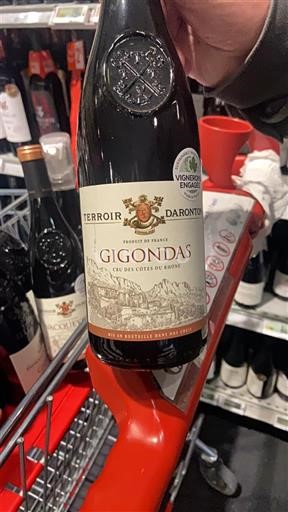 VIGNERONS
ENGAGÉS
TERROIR DARONTON
PRODUIT DE FRANCE
GIGONDAS
CRU DES CÔTES DU RHÔNE
MIS EN BOUTEILLE DANS NOS CHAIS